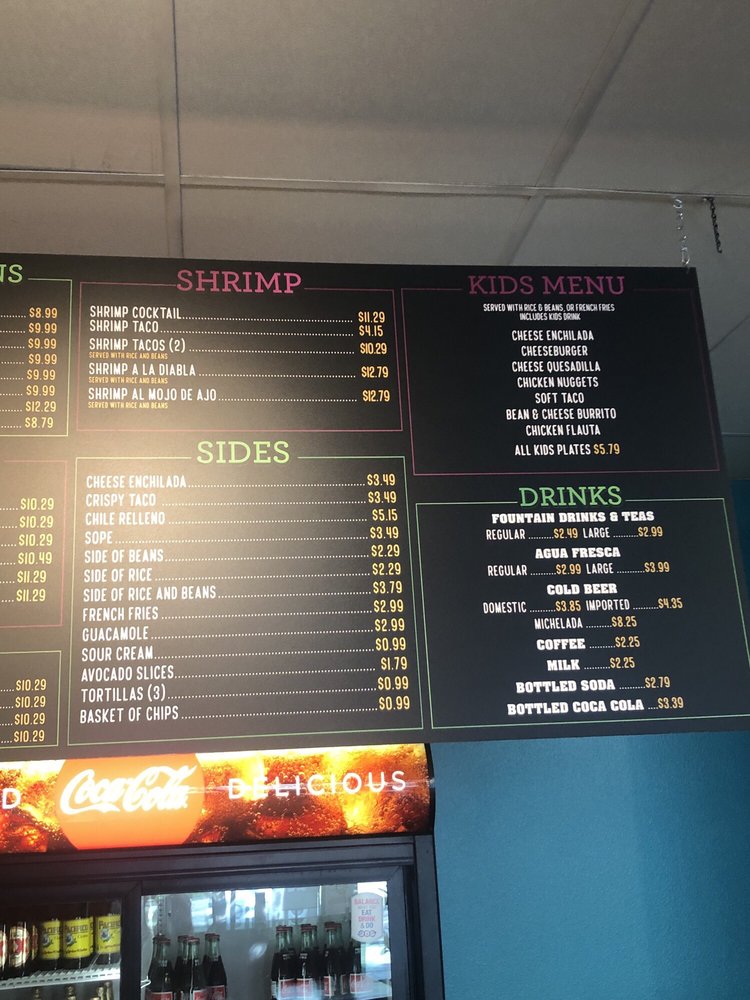 NS
$8.99
$9.99
$9.99
$9.99
$9.99
$9.99
$12.29
$8.79
$10.29
$10.29
$10.29
$10.49
$11.29
$11.29
$10.29
$10.29
$10.29
$10.29
SHRIMP
SHRIMP COCKTAIL $11.29
SHRIMP TACO $4.15
SHRIMP TACOS (2) $10.29
SERVED WITH RICE AND BEANS
SHRIMP A LA DIABLA $12.79
SERVED WITH RICE AND BEANS
SHRIMP AL MOJO DE AJO $12.79
SERVED WITH RICE AND BEANS
SIDES
CHEESE ENCHILADA $3.49
CRISPY TACO $3.49
CHILE RELLENO $5.15
SOPE $3.49
SIDE OF BEANS $2.29
SIDE OF RICE $2.29
SIDE OF RICE AND BEANS $3.79
FRENCH FRIES $2.99
GUACAMOLE $2.99
SOUR CREAM $0.99
AVOCADO SLICES $1.79
TORTILLAS (3) $0.99
BASKET OF CHIPS $0.99
KIDS MENU
SERVED WITH RICE & BEANS, OR FRENCH FRIES
INCLUDES KIDS DRINK
CHEESE ENCHILADA
CHEESEBURGER
CHEESE QUESADILLA
CHICKEN NUGGETS
SOFT TACO
BEAN & CHEESE BURRITO
CHICKEN FLAUTA
ALL KIDS PLATES $5.79
DRINKS
FOUNTAIN DRINKS & TEAS
REGULAR $2.49 LARGE $2.99
AGUA FRESCA
REGULAR $2.99 LARGE $3.99
COLD BEER
DOMESTIC $3.85 IMPORTED $4.35
MICHELADA $8.25
COFFEE $2.25
MILK $2.25
BOTTLED SODA $2.79
BOTTLED COCA COLA $3.39
D Coca-Cola DELICIOUS
BALANCE
WHAT YOU
EAT
DRINK
& DO
PACIFICO
PACIFICO